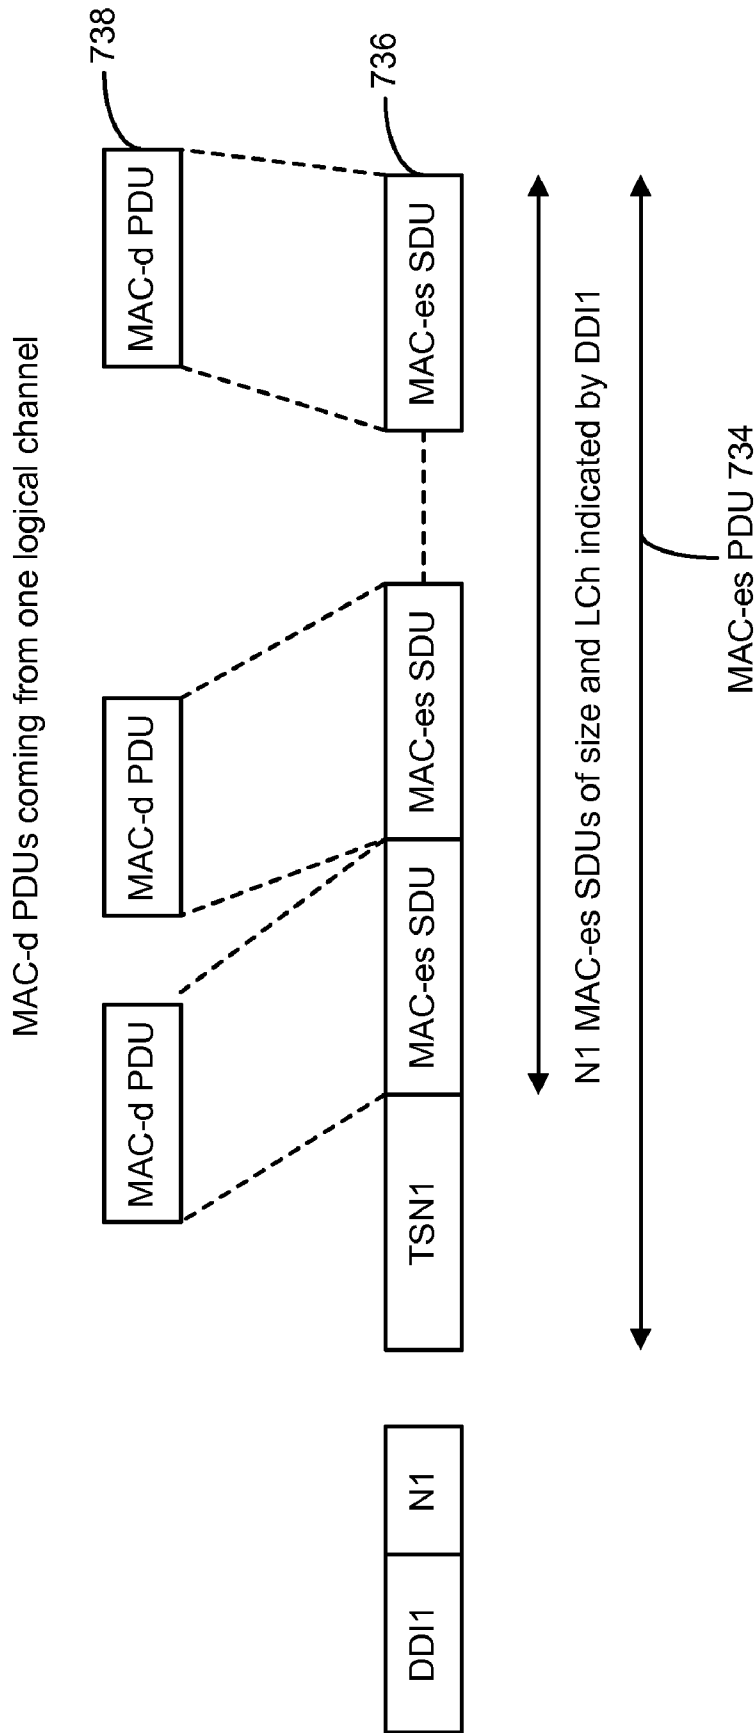 MAC-d PDUs coming from one logical channel
MAC-d PDU
MAC-d PDU
MAC-d PDU
738
DDI1
N1
TSN1
MAC-es SDU
MAC-es SDU
MAC-es SDU
736
N1 MAC-es SDUs of size and LCh indicated by DDI1
MAC-es PDU 734